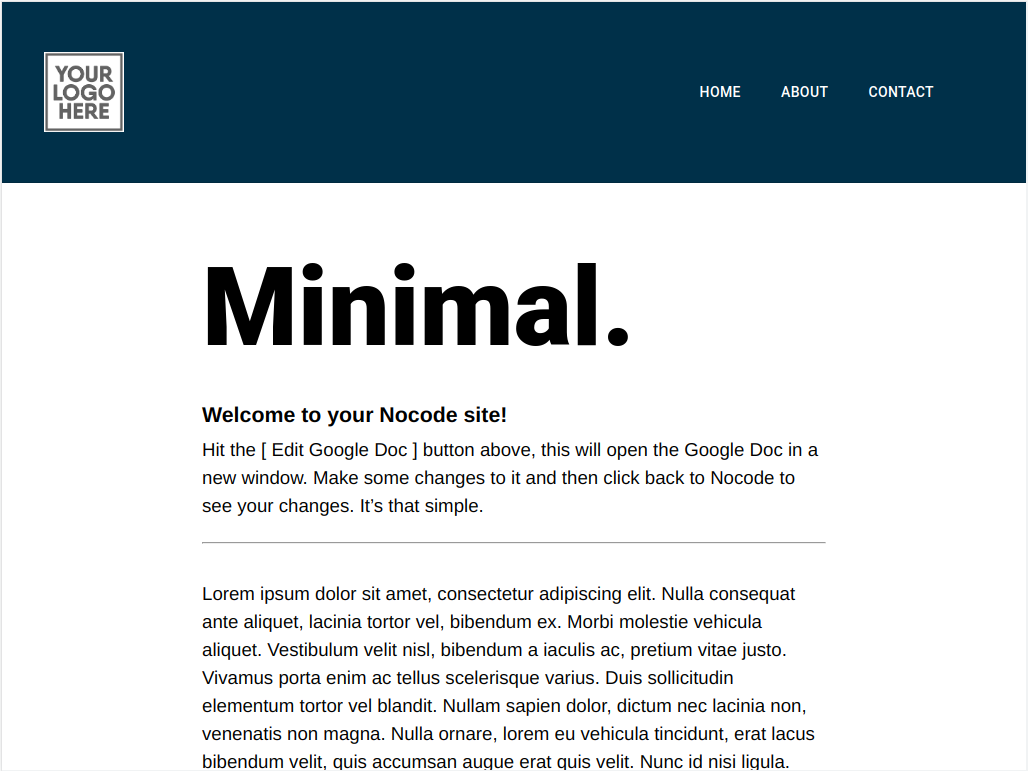 YOUR
LOGO
HERE
HOME ABOUT CONTACT
Minimal.
Welcome to your Nocode site!
Hit the [ Edit Google Doc ] button above, this will open the Google Doc in a
new window. Make some changes to it and then click back to Nocode to
see your changes. It’s that simple.
Lorem ipsum dolor sit amet, consectetur adipiscing elit. Nulla consequat
ante aliquet, lacinia tortor vel, bibendum ex. Morbi molestie vehicula
aliquet. Vestibulum velit nisl, bibendum a iaculis ac, pretium vitae justo.
Vivamus porta enim ac tellus scelerisque varius. Duis sollicitudin
elementum tortor vel blandit. Nullam sapien dolor, dictum nec lacinia non,
venenatis non magna. Nulla ornare, lorem eu vehicula tincidunt, erat lacus
bibendum velit, quis accumsan augue erat quis velit. Nunc id nisi ligula.